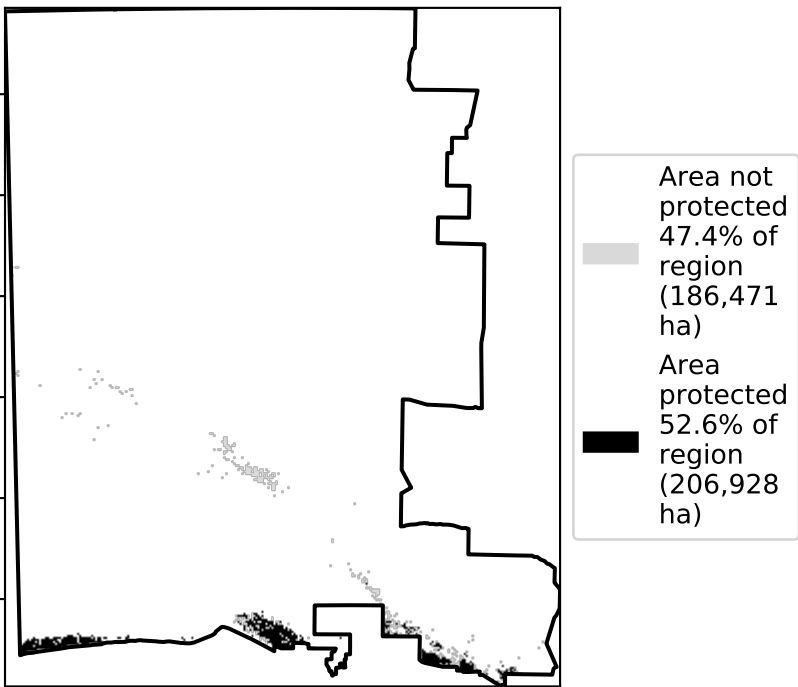 Area not
protected
47.4% of
region
(186,471
ha)
Area
protected
52.6% of
region
(206,928
ha)